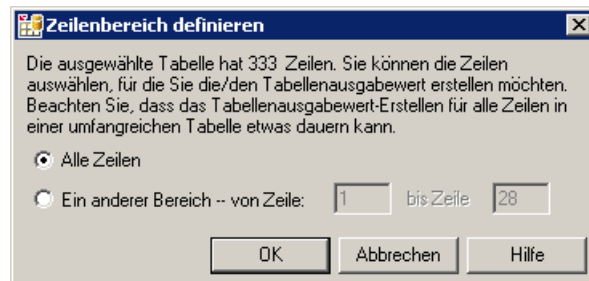 Zeilenbereich definieren
Die ausgewählte Tabelle hat 333 Zeilen. Sie können die Zeilen
auswählen, für die Sie die/den Tabellenausgabewert erstellen möchten.
Beachten Sie, dass das Tabellenausgabewert-Erstellen für alle Zeilen in
einer umfangreichen Tabelle etwas dauern kann.
Alle Zeilen
Ein anderer Bereich -- von Zeile: 1 bis Zeile 28
OK Abbrechen Hilfe